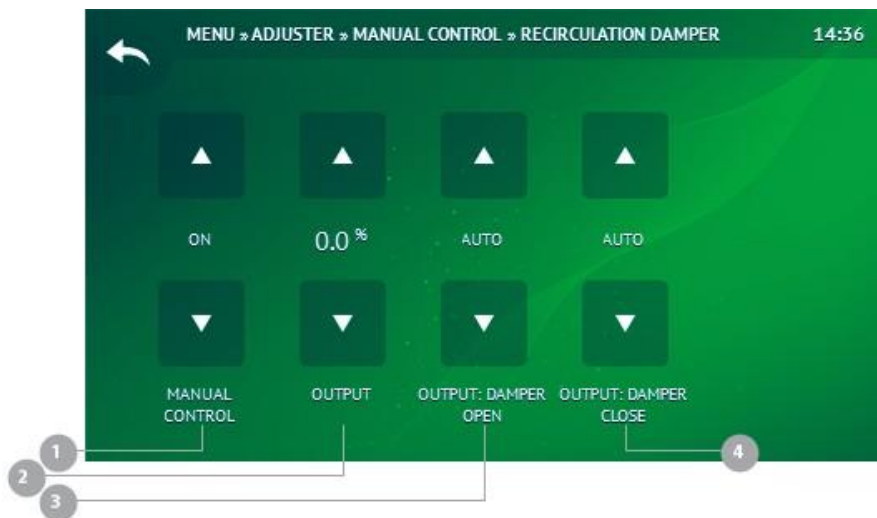 MENU » ADJUSTER » MANUAL CONTROL » RECIRCULATION DAMPER 14:36
ON 0.0 % AUTO AUTO
MANUAL CONTROL
OUTPUT
OUTPUT: DAMPER OPEN
OUTPUT: DAMPER CLOSE
1
2
3
4